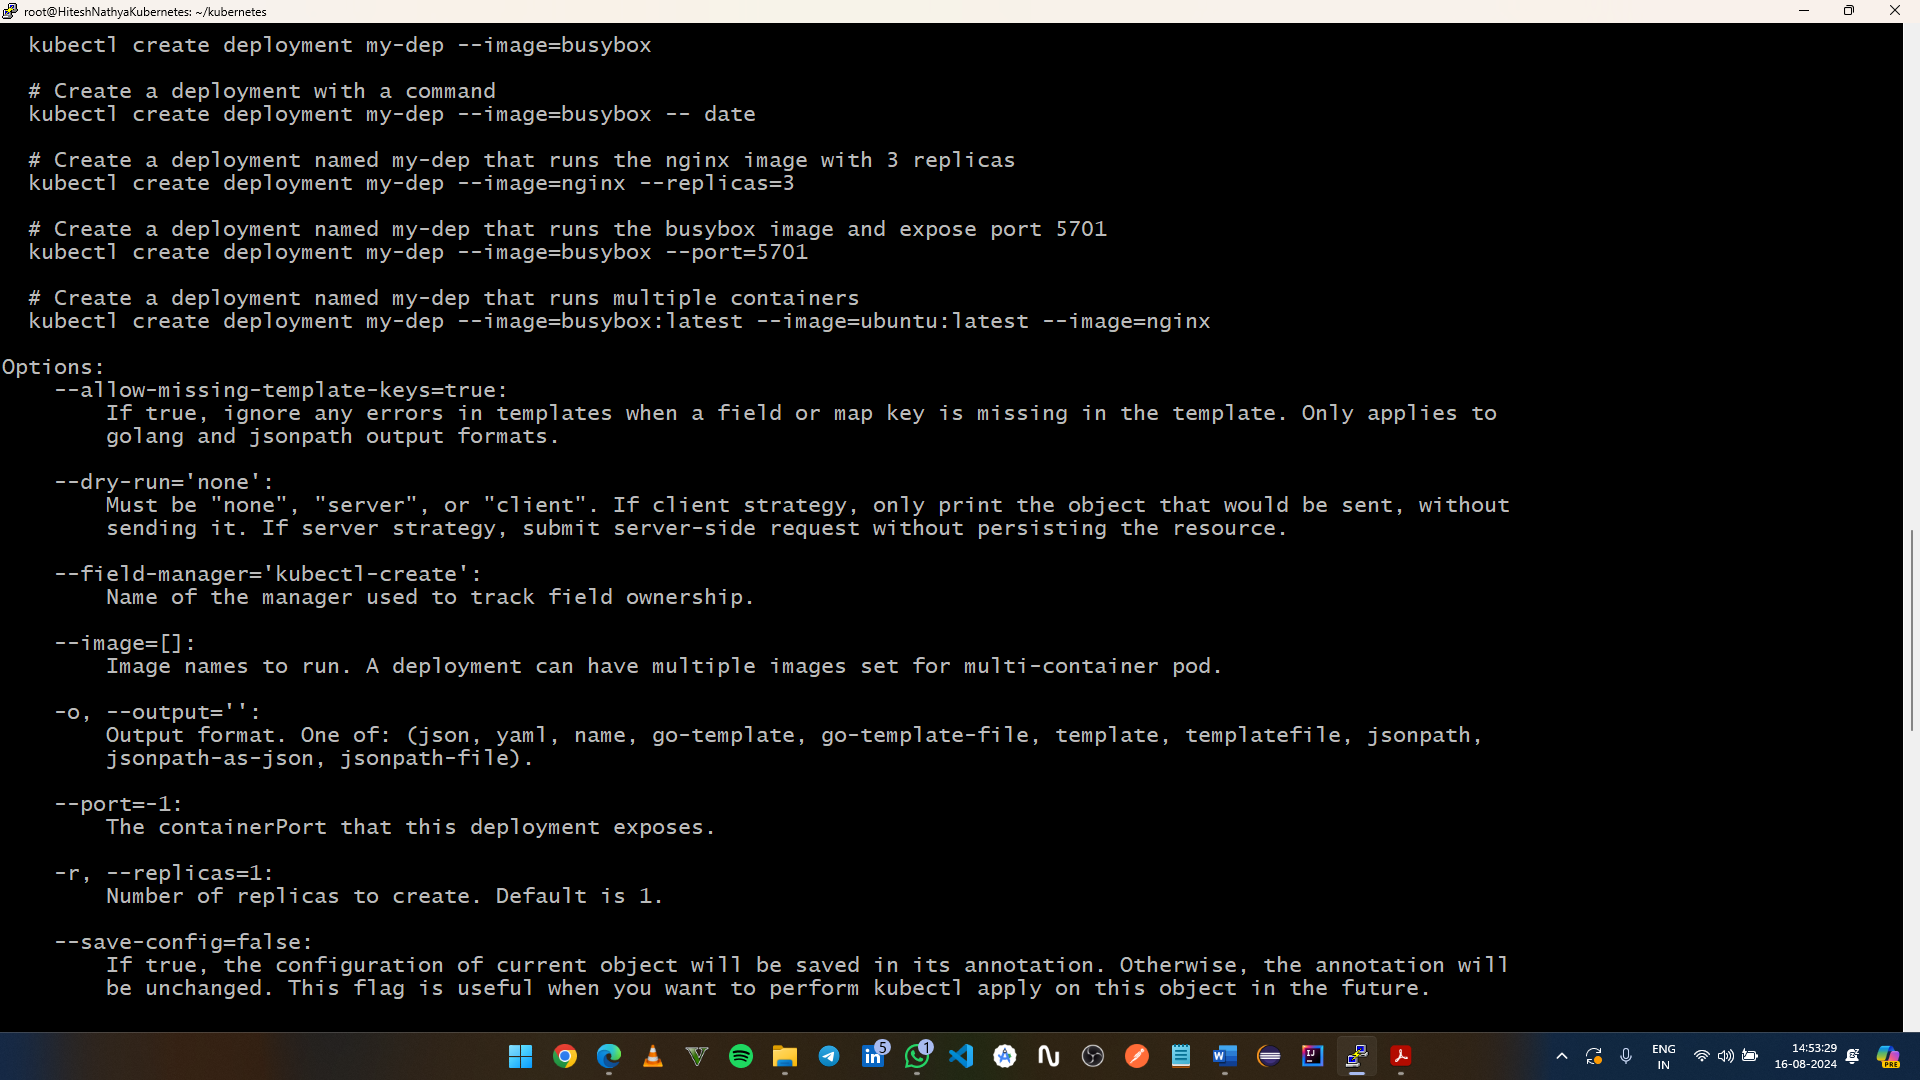 root@HiteshNathyaKubernetes: ~/kubernetes
kubectl create deployment my-dep --image=busybox
# Create a deployment with a command
kubectl create deployment my-dep --image=busybox -- date
# Create a deployment named my-dep that runs the nginx image with 3 replicas
kubectl create deployment my-dep --image=nginx --replicas=3
# Create a deployment named my-dep that runs the busybox image and expose port 5701
kubectl create deployment my-dep --image=busybox --port=5701
# Create a deployment named my-dep that runs multiple containers
kubectl create deployment my-dep --image=busybox:latest --image=ubuntu:latest --image=nginx
Options:
--allow-missing-template-keys=true:
If true, ignore any errors in templates when a field or map key is missing in the template. Only applies to
golang and jsonpath output formats.
--dry-run='none':
Must be "none", "server", or "client". If client strategy, only print the object that would be sent, without
sending it. If server strategy, submit server-side request without persisting the resource.
--field-manager='kubectl-create':
Name of the manager used to track field ownership.
--image=[]:
Image names to run. A deployment can have multiple images set for multi-container pod.
-o, --output='':
Output format. One of: (json, yaml, name, go-template, go-template-file, template, templatefile, jsonpath,
jsonpath-as-json, jsonpath-file).
--port=-1:
The containerPort that this deployment exposes.
-r, --replicas=1:
Number of replicas to create. Default is 1.
--save-config=false:
If true, the configuration of current object will be saved in its annotation. Otherwise, the annotation will
be unchanged. This flag is useful when you want to perform kubectl apply on this object in the future.
5
1
ENG
IN
14:53:29
16-08-2024
PRE